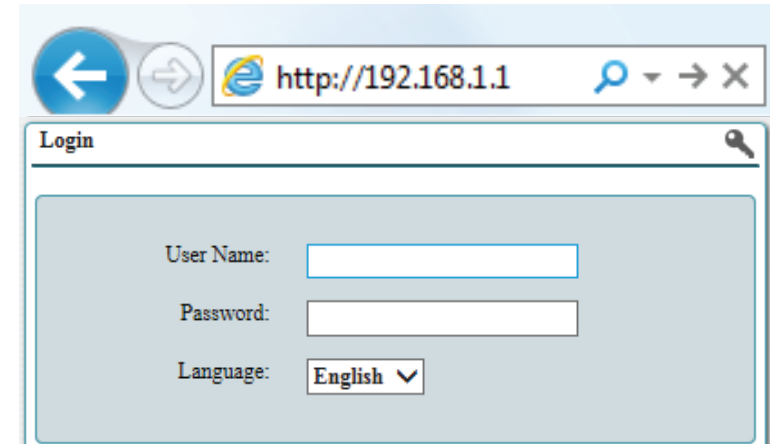 http://192.168.1.1
Login
User Name:
Password:
Language:
English